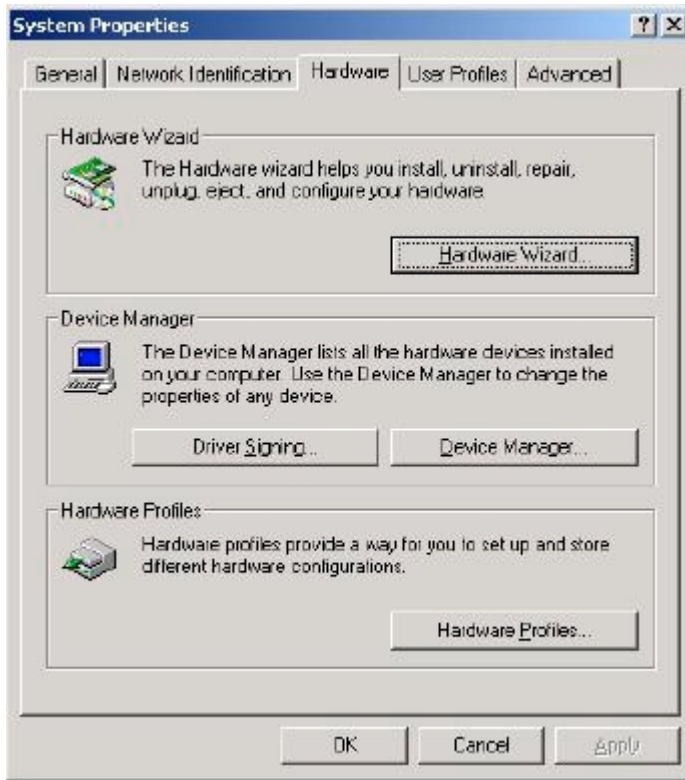 System Properties
General
Network Identification
Hardware
User Profiles
Advanced
Hardware Wizard
The Hardware wizard helps you install, uninstall, repair,
unplug, eject, and configure your hardware.
Hardware Wizard...
Device Manager
The Device Manager lists all the hardware devices installed
on your computer. Use the Device Manager to change the
properties of any device.
Driver Signing...
Device Manager...
Hardware Profiles
Hardware profiles provide a way for you to set up and store
different hardware configurations.
Hardware Profiles...
OK
Cancel
Apply